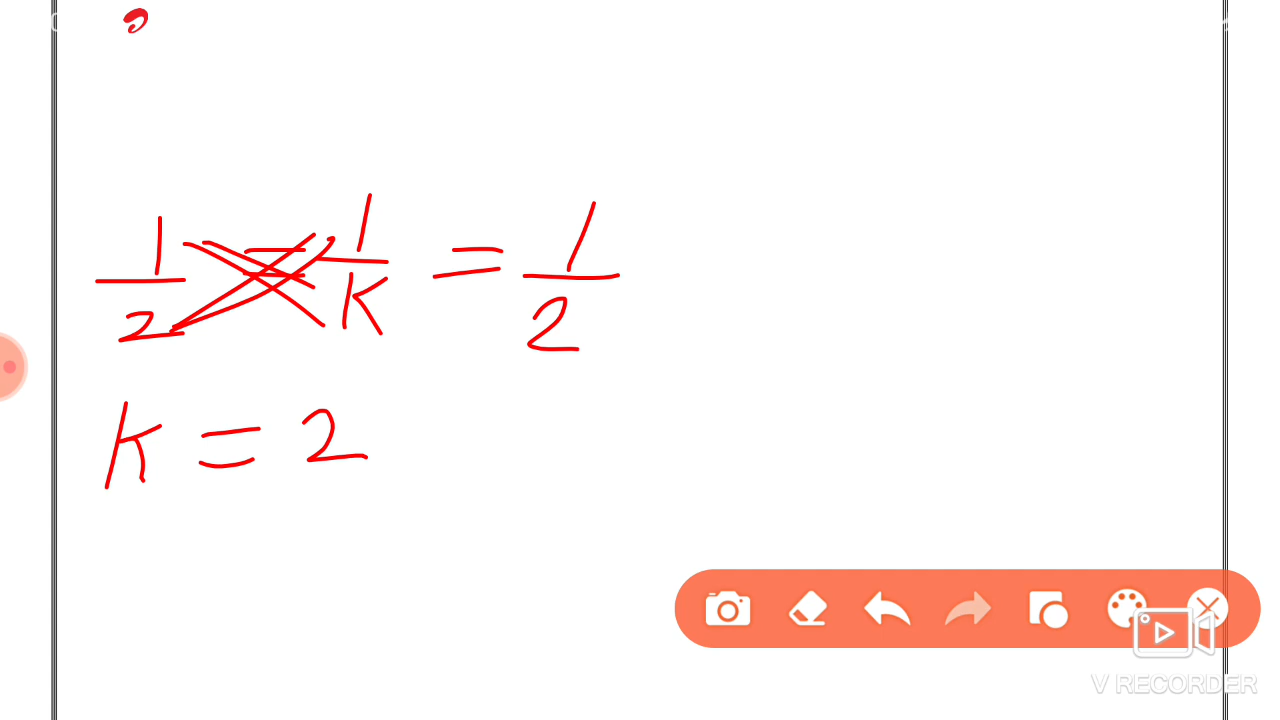 1/2 = 1/k = 1/2
k = 2
V RECORDER